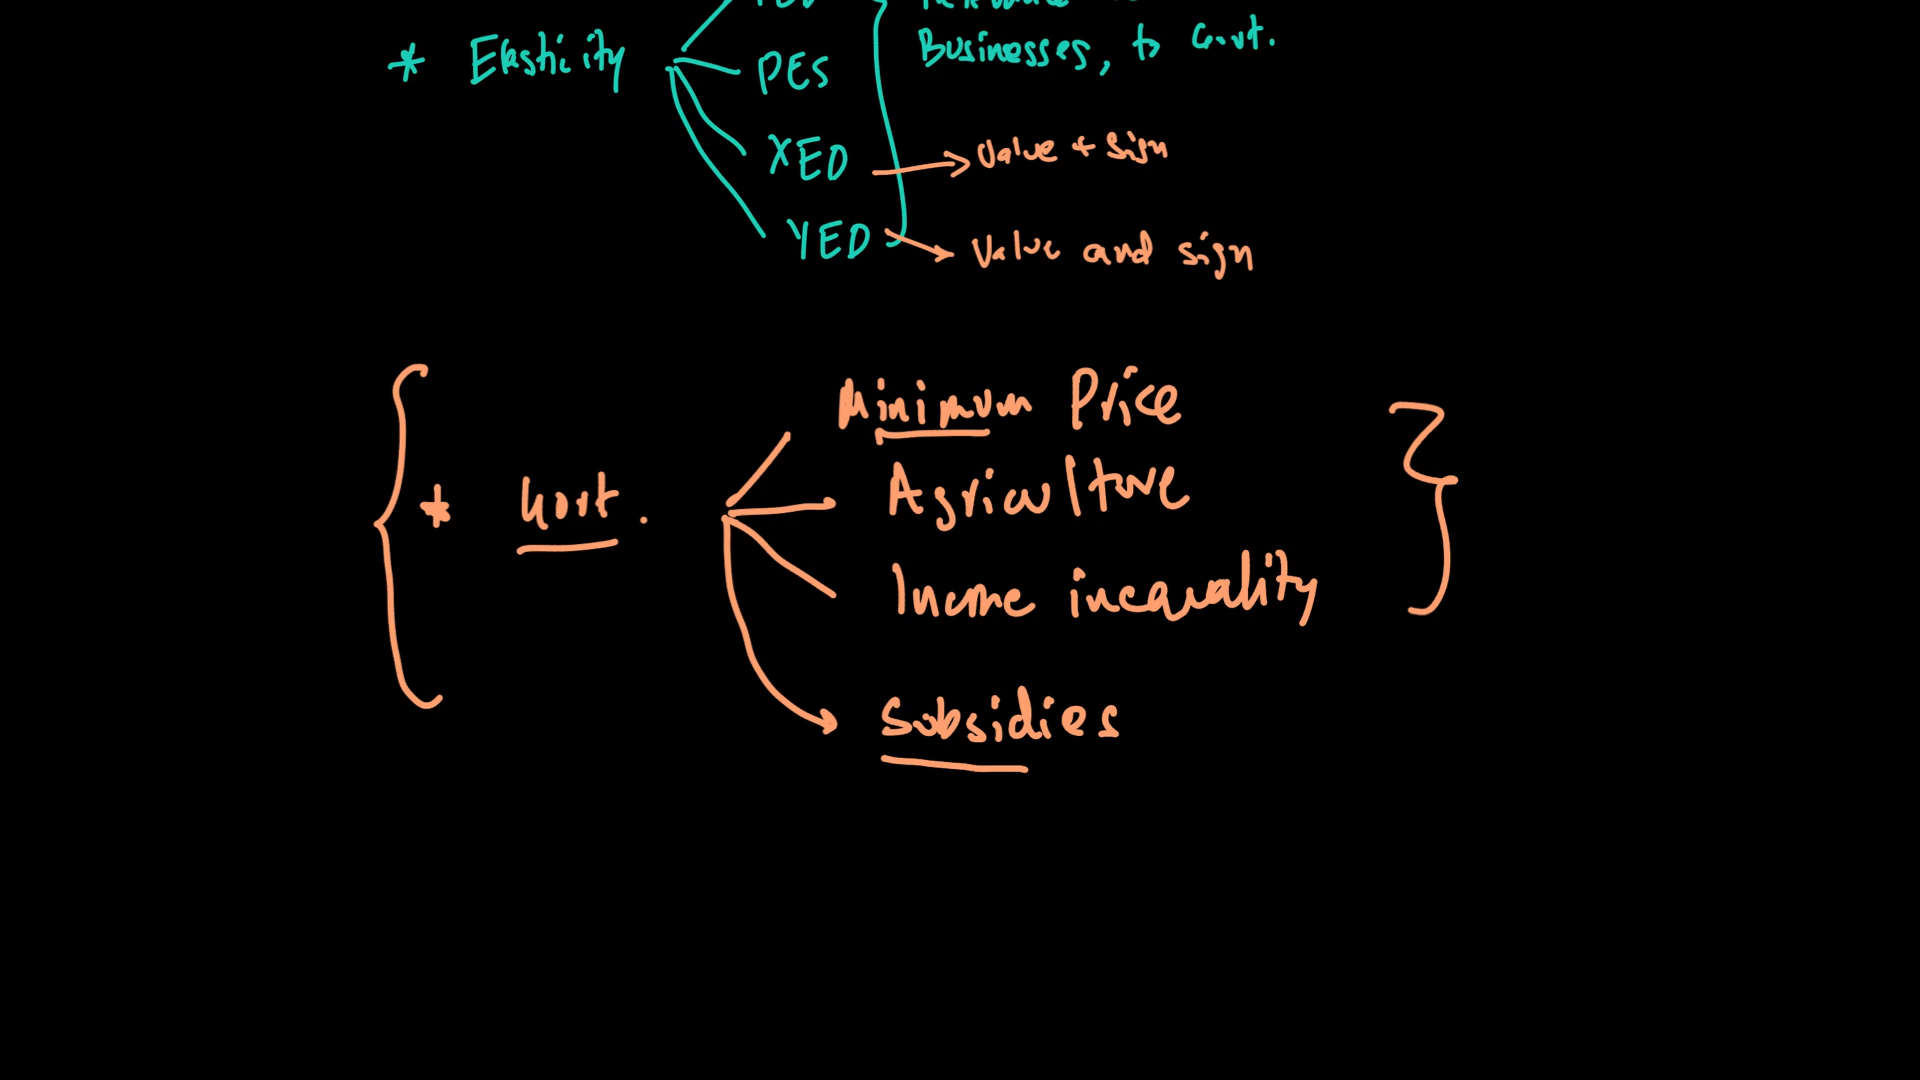 Businesses, to Govt.
* Elasticity
PES
XED → Value + Sign
YED → Value and sign
Minimum Price
Agriculture
* Govt.
Income inequality
Subsidies